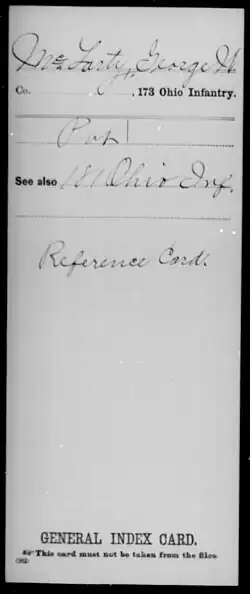 McLarty, George W
Co. , 173 Ohio Infantry.
Pvt |
See also 181 Ohio Inf.
Reference Card.
GENERAL INDEX CARD.
This card must not be taken from the files